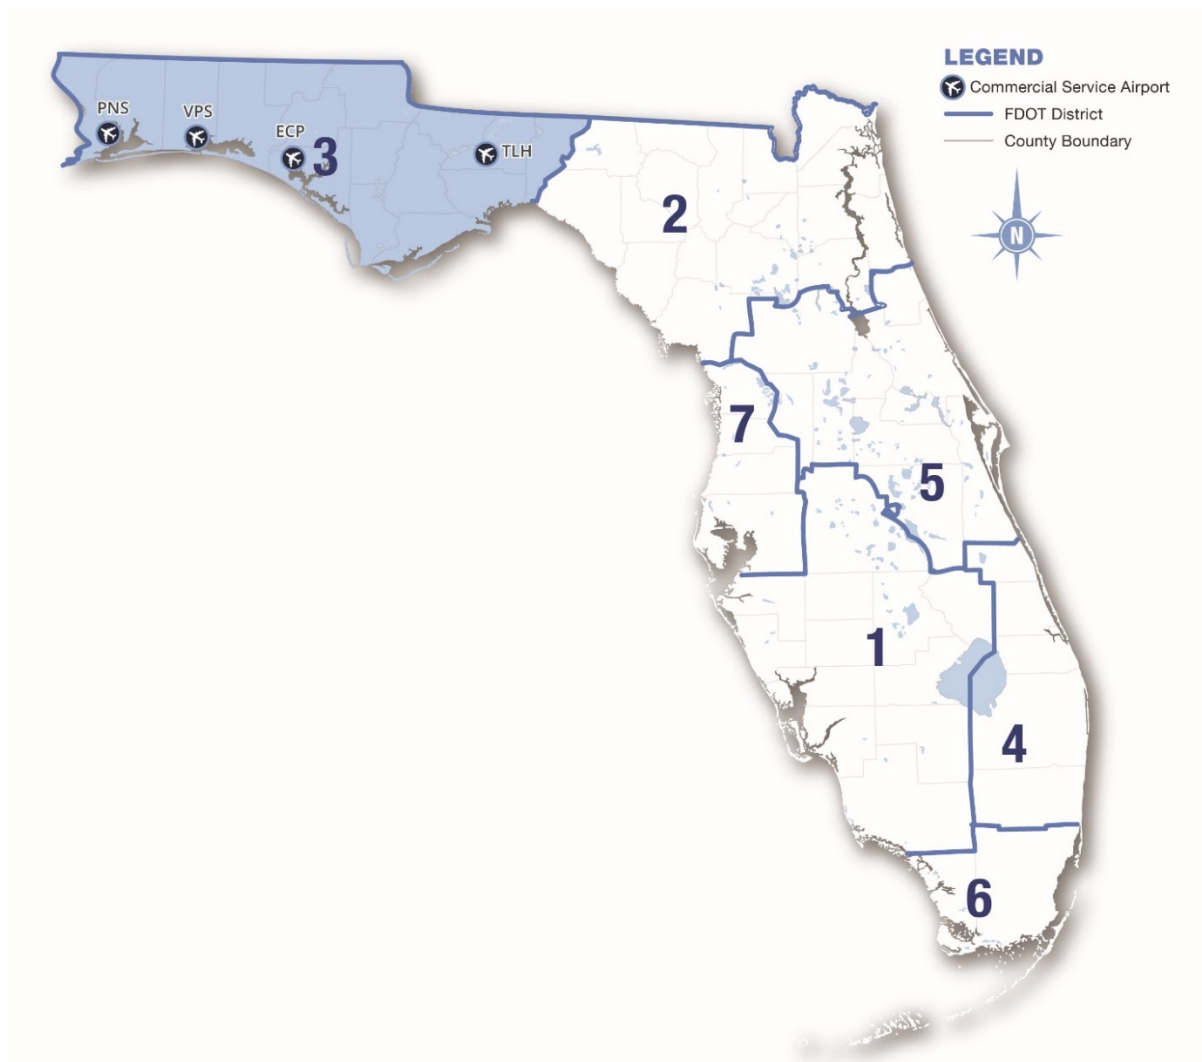 LEGEND
Commercial Service Airport
FDOT District
County Boundary
N
PNS
VPS
ECP
TLH
3
2
7
5
1
4
6